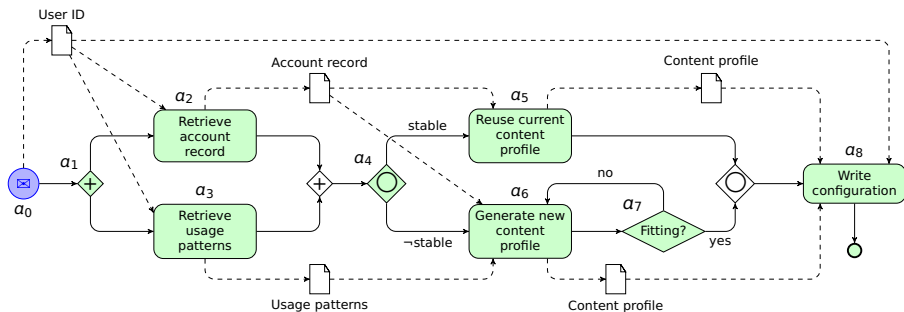 User ID
Account record
Content profile
a2
a5
Retrieve
account
record
Reuse current
content
profile
stable
a1
a4
a8
Write
configuration
a0
a3
a6
no
a7
Retrieve
usage
patterns
Generate new
content
profile
Fitting?
¬stable
yes
Usage patterns
Content profile